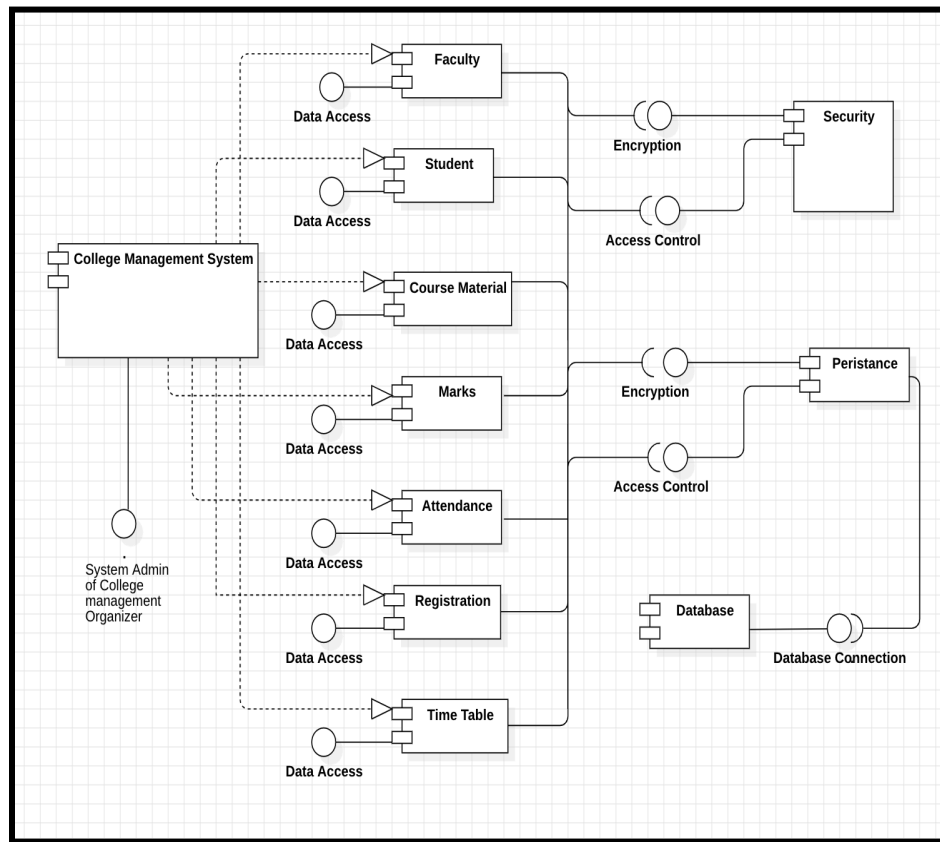 Faculty
Data Access
Encryption
Security
Student
Data Access
Access Control
College Management System
Course Material
Data Access
Encryption
Peristance
Marks
Data Access
Access Control
Attendance
Data Access
System Admin
of College
management
Organizer
Registration
Data Access
Database
Database Connection
Time Table
Data Access